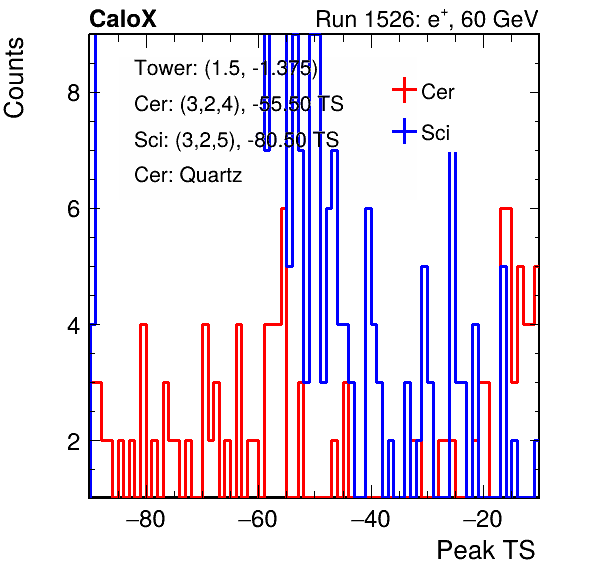 CaloX Run 1526: e+, 60 GeV
Counts
Tower: (1.5, -1.375)
Cer: (3,2,4), -55.50 TS
Sci: (3,2,5), -80.50 TS
Cer: Quartz
Cer
Sci
8
6
4
2
−80 −60 −40 −20
Peak TS